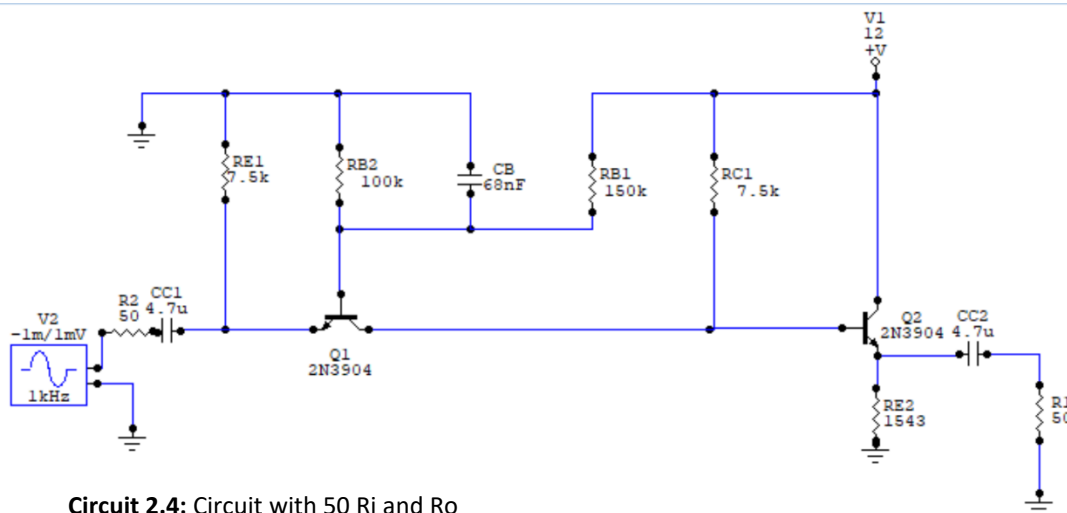 V1
12
+V
RE1
7.5k
RB2
100k
CB
68nF
RB1
150k
RC1
7.5k
V2
-1m/1mV
1kHz
R2
50
CC1
4.7u
Q1
2N3904
Q2
2N3904
CC2
4.7u
RE2
1543
R1
50
Circuit 2.4: Circuit with 50 Ri and Ro